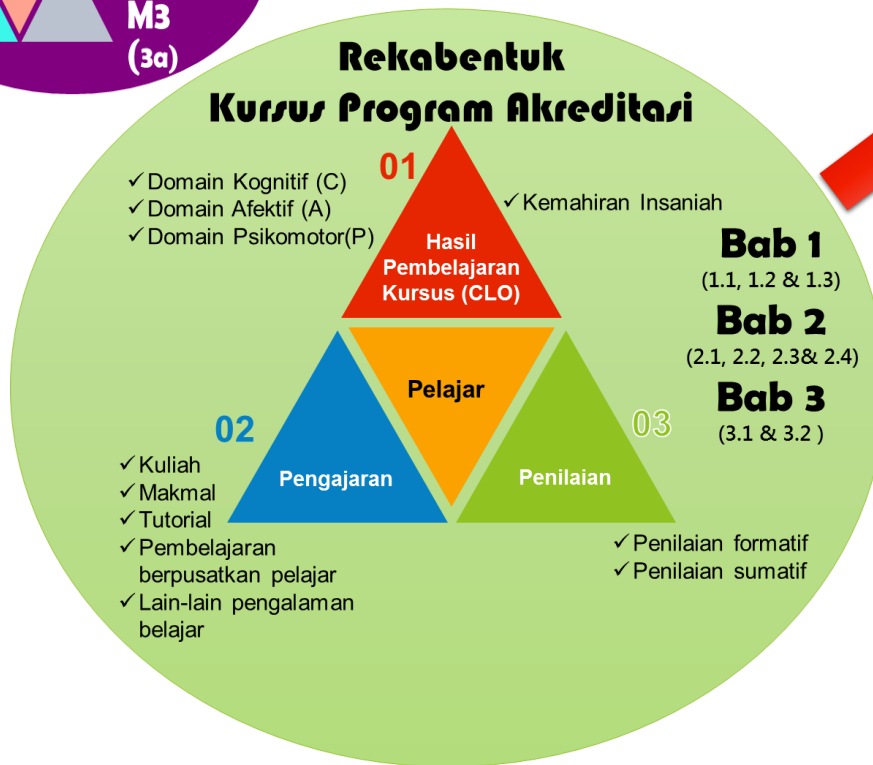 M3
(3a)
Rekabentuk
Kursus Program Akreditasi
01
✓Domain Kognitif (C)
✓Domain Afektif (A)
✓Domain Psikomotor(P)
✓Kemahiran Insaniah
Hasil
Pembelajaran
Kursus (CLO)
Bab 1
(1.1, 1.2 & 1.3)
Bab 2
(2.1, 2.2, 2.3& 2.4)
Bab 3
(3.1 & 3.2 )
Pelajar
02
Pengajaran
✓Kuliah
✓Makmal
✓Tutorial
✓Pembelajaran
berpusatkan pelajar
✓Lain-lain pengalaman
belajar
03
Penilaian
✓Penilaian formatif
✓Penilaian sumatif